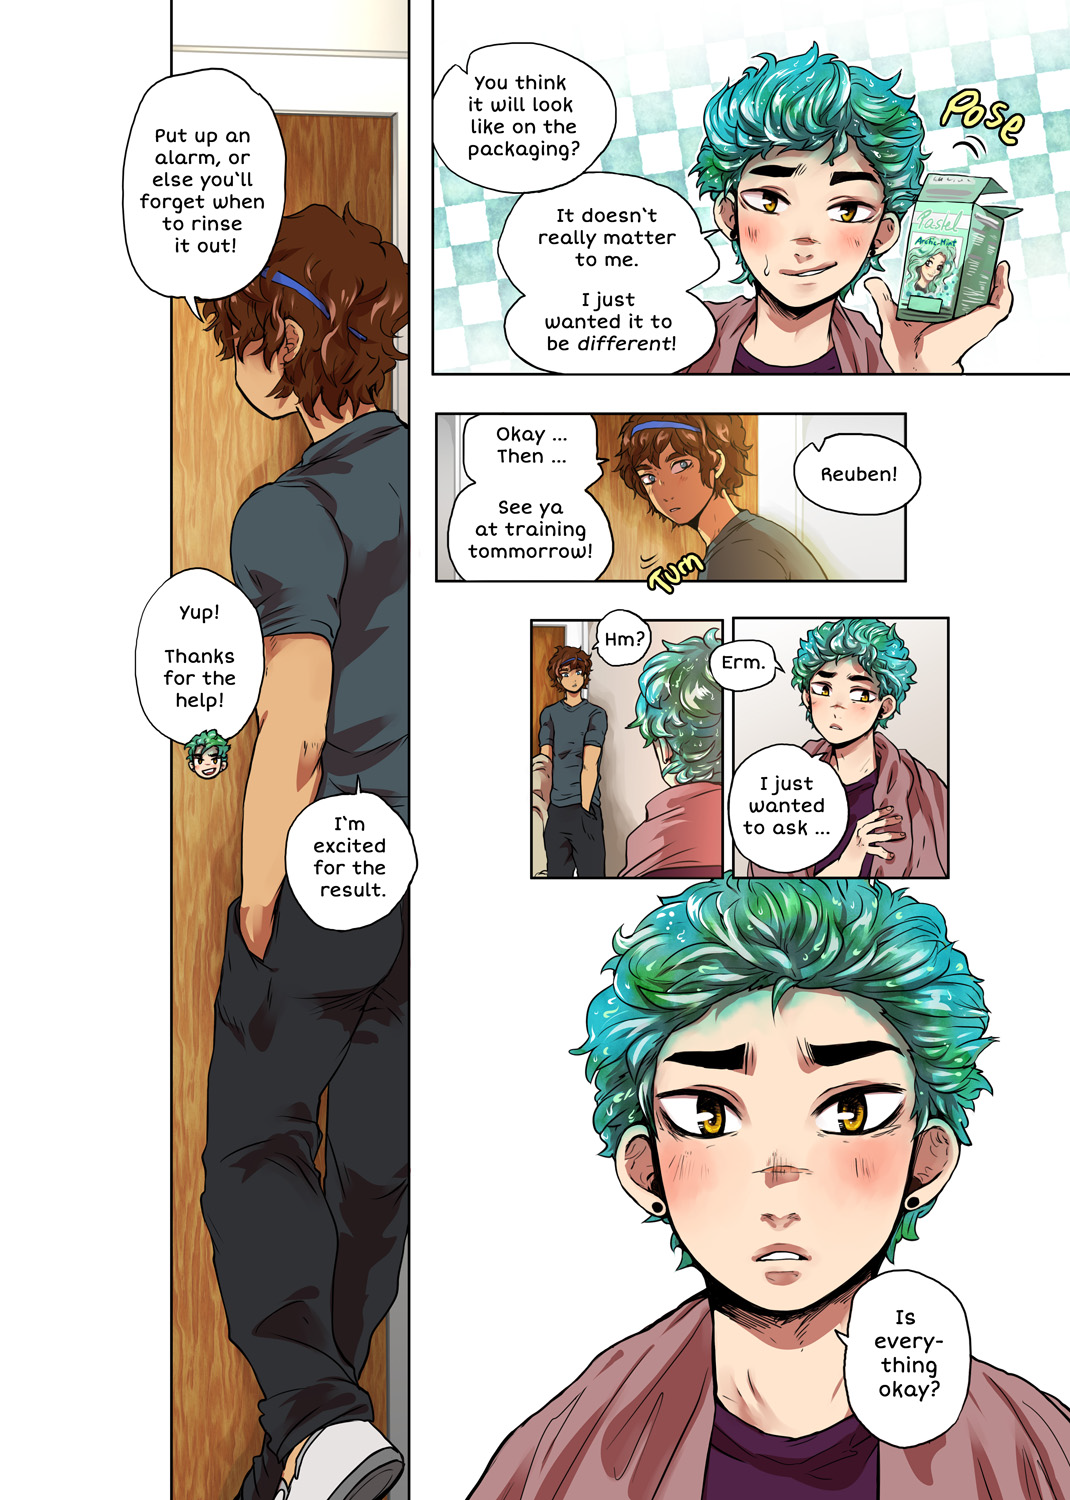 Put up an
alarm, or
else you'll
forget when
to rinse
it out!
Yup!
Thanks
for the
help!
I'm
excited
for the
result.
You think
it will look
like on the
packaging?
It doesn't
really matter
to me.
I just
wanted it to
be different!
Pose
Pastel
Arctic-Mint
Okay ...
Then ...
See ya
at training
tommorrow!
Turn
Reuben!
Hm?
Erm.
I just
wanted
to ask ...
Is
every-
thing
okay?